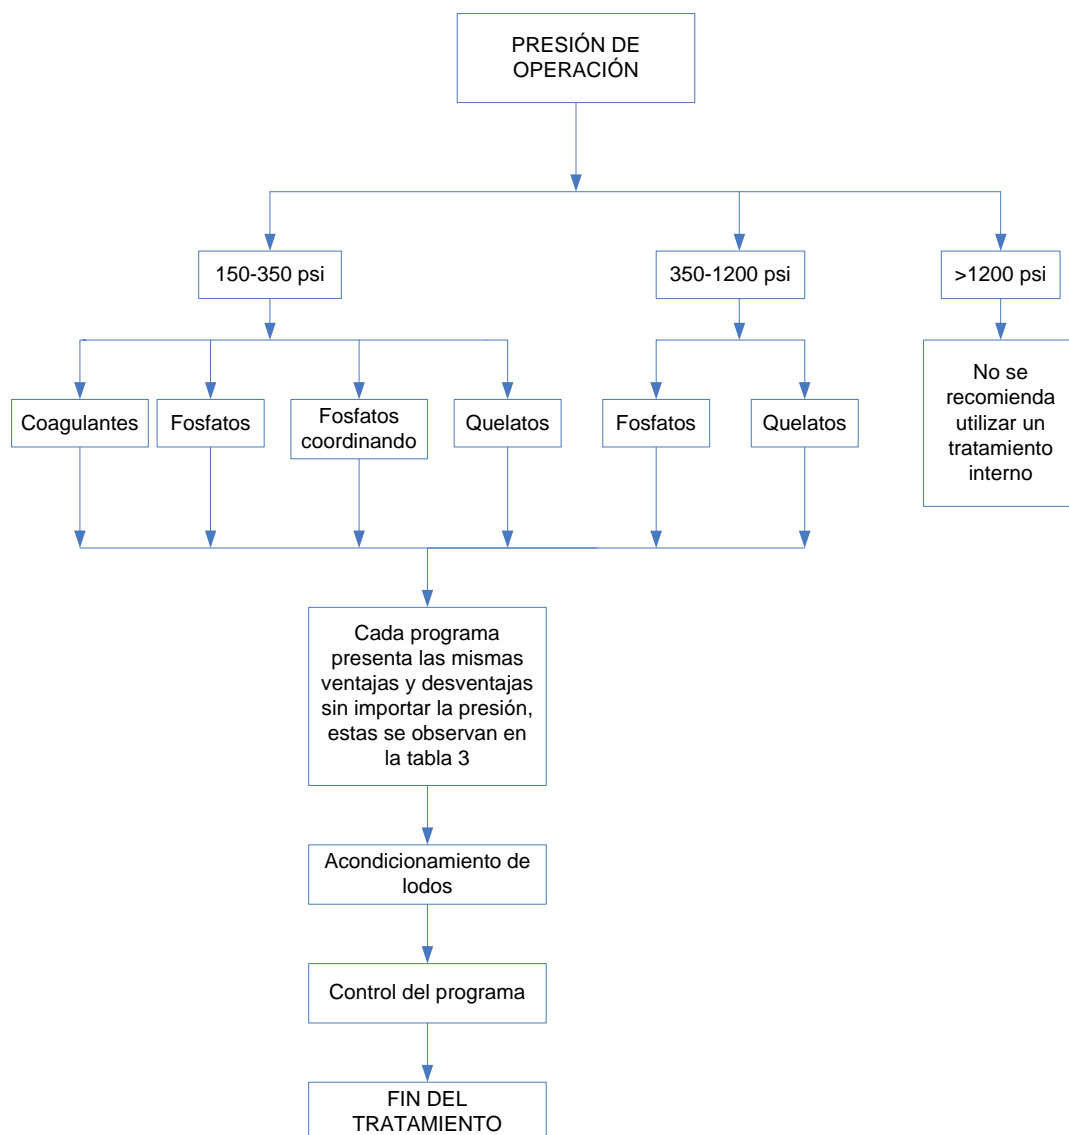 PRESIÓN DE
OPERACIÓN
150-350 psi
350-1200 psi
>1200 psi
Coagulantes
Fosfatos
Fosfatos
coordinando
Quelatos
Fosfatos
Quelatos
No se
recomienda
utilizar un
tratamiento
interno
Cada programa
presenta las mismas
ventajas y desventajas
sin importar la presión,
estas se observan en
la tabla 3
Acondicionamiento de
lodos
Control del programa
FIN DEL
TRATAMIENTO